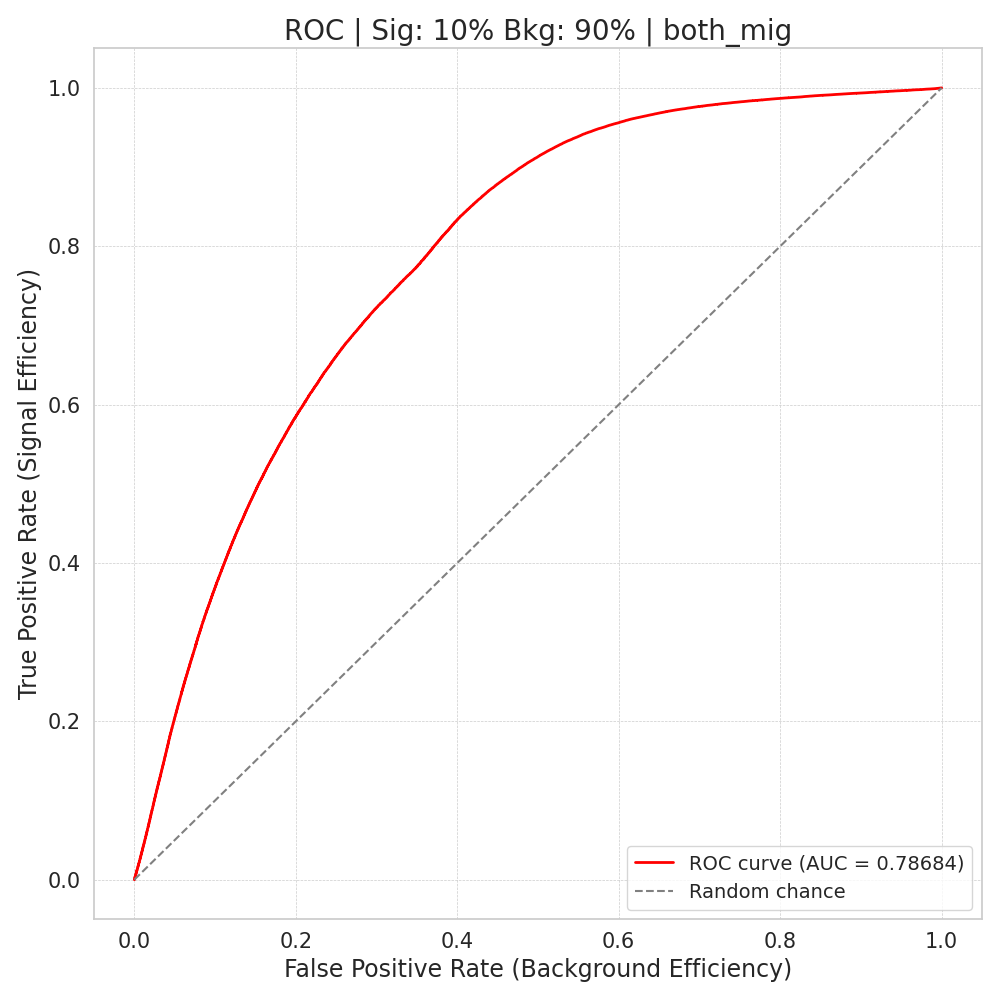 ROC | Sig: 10% Bkg: 90% | both_mig
True Positive Rate (Signal Efficiency)
1.0
0.8
0.6
0.4
0.2
0.0
ROC curve (AUC = 0.78684)
Random chance
0.0 0.2 0.4 0.6 0.8 1.0
False Positive Rate (Background Efficiency)